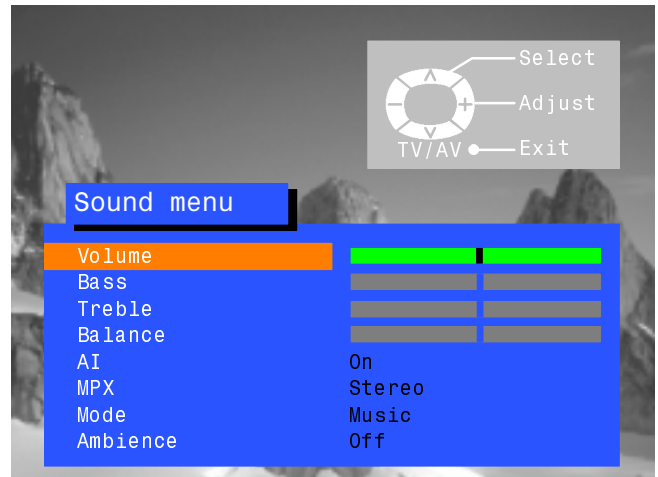 Select
Adjust
TV/AV Exit
Sound menu
Volume
Bass
Treble
Balance
AI On
MPX Stereo
Mode Music
Ambience Off